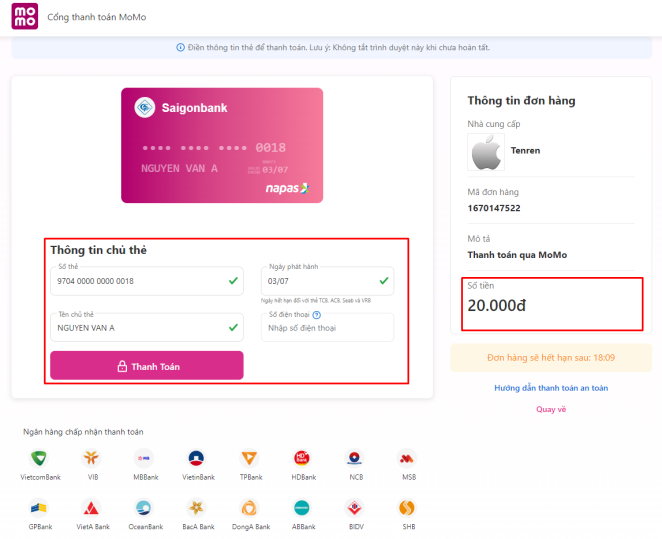 mo
mo
Cổng thanh toán MoMo
Điền thông tin thẻ để thanh toán. Lưu ý: Không tắt trình duyệt này khi chưa hoàn tất.
Saigonbank
0018
NGUYEN VAN A
03/07
napas
Thông tin chủ thẻ
Số thẻ
9704 0000 0000 0018
Ngày phát hành
03/07
Ngày hết hạn đối với thẻ TCB, ACB, Seab và VRB
Tên chủ thẻ
NGUYEN VAN A
Số điện thoại
Nhập số điện thoại
Thanh Toán
Thông tin đơn hàng
Nhà cung cấp
Tenren
Mã đơn hàng
1670147522
Mô tả
Thanh toán qua MoMo
Số tiền
20.000đ
Đơn hàng sẽ hết hạn sau: 18:09
Hướng dẫn thanh toán an toàn
Quay về
Ngân hàng chấp nhận thanh toán
VietcomBank
VIB
MBBank
VietinBank
TPBank
HDBank
NCB
MSB
GPBank
VietA Bank
OceanBank
BacA Bank
DongA Bank
ABBank
BIDV
SHB